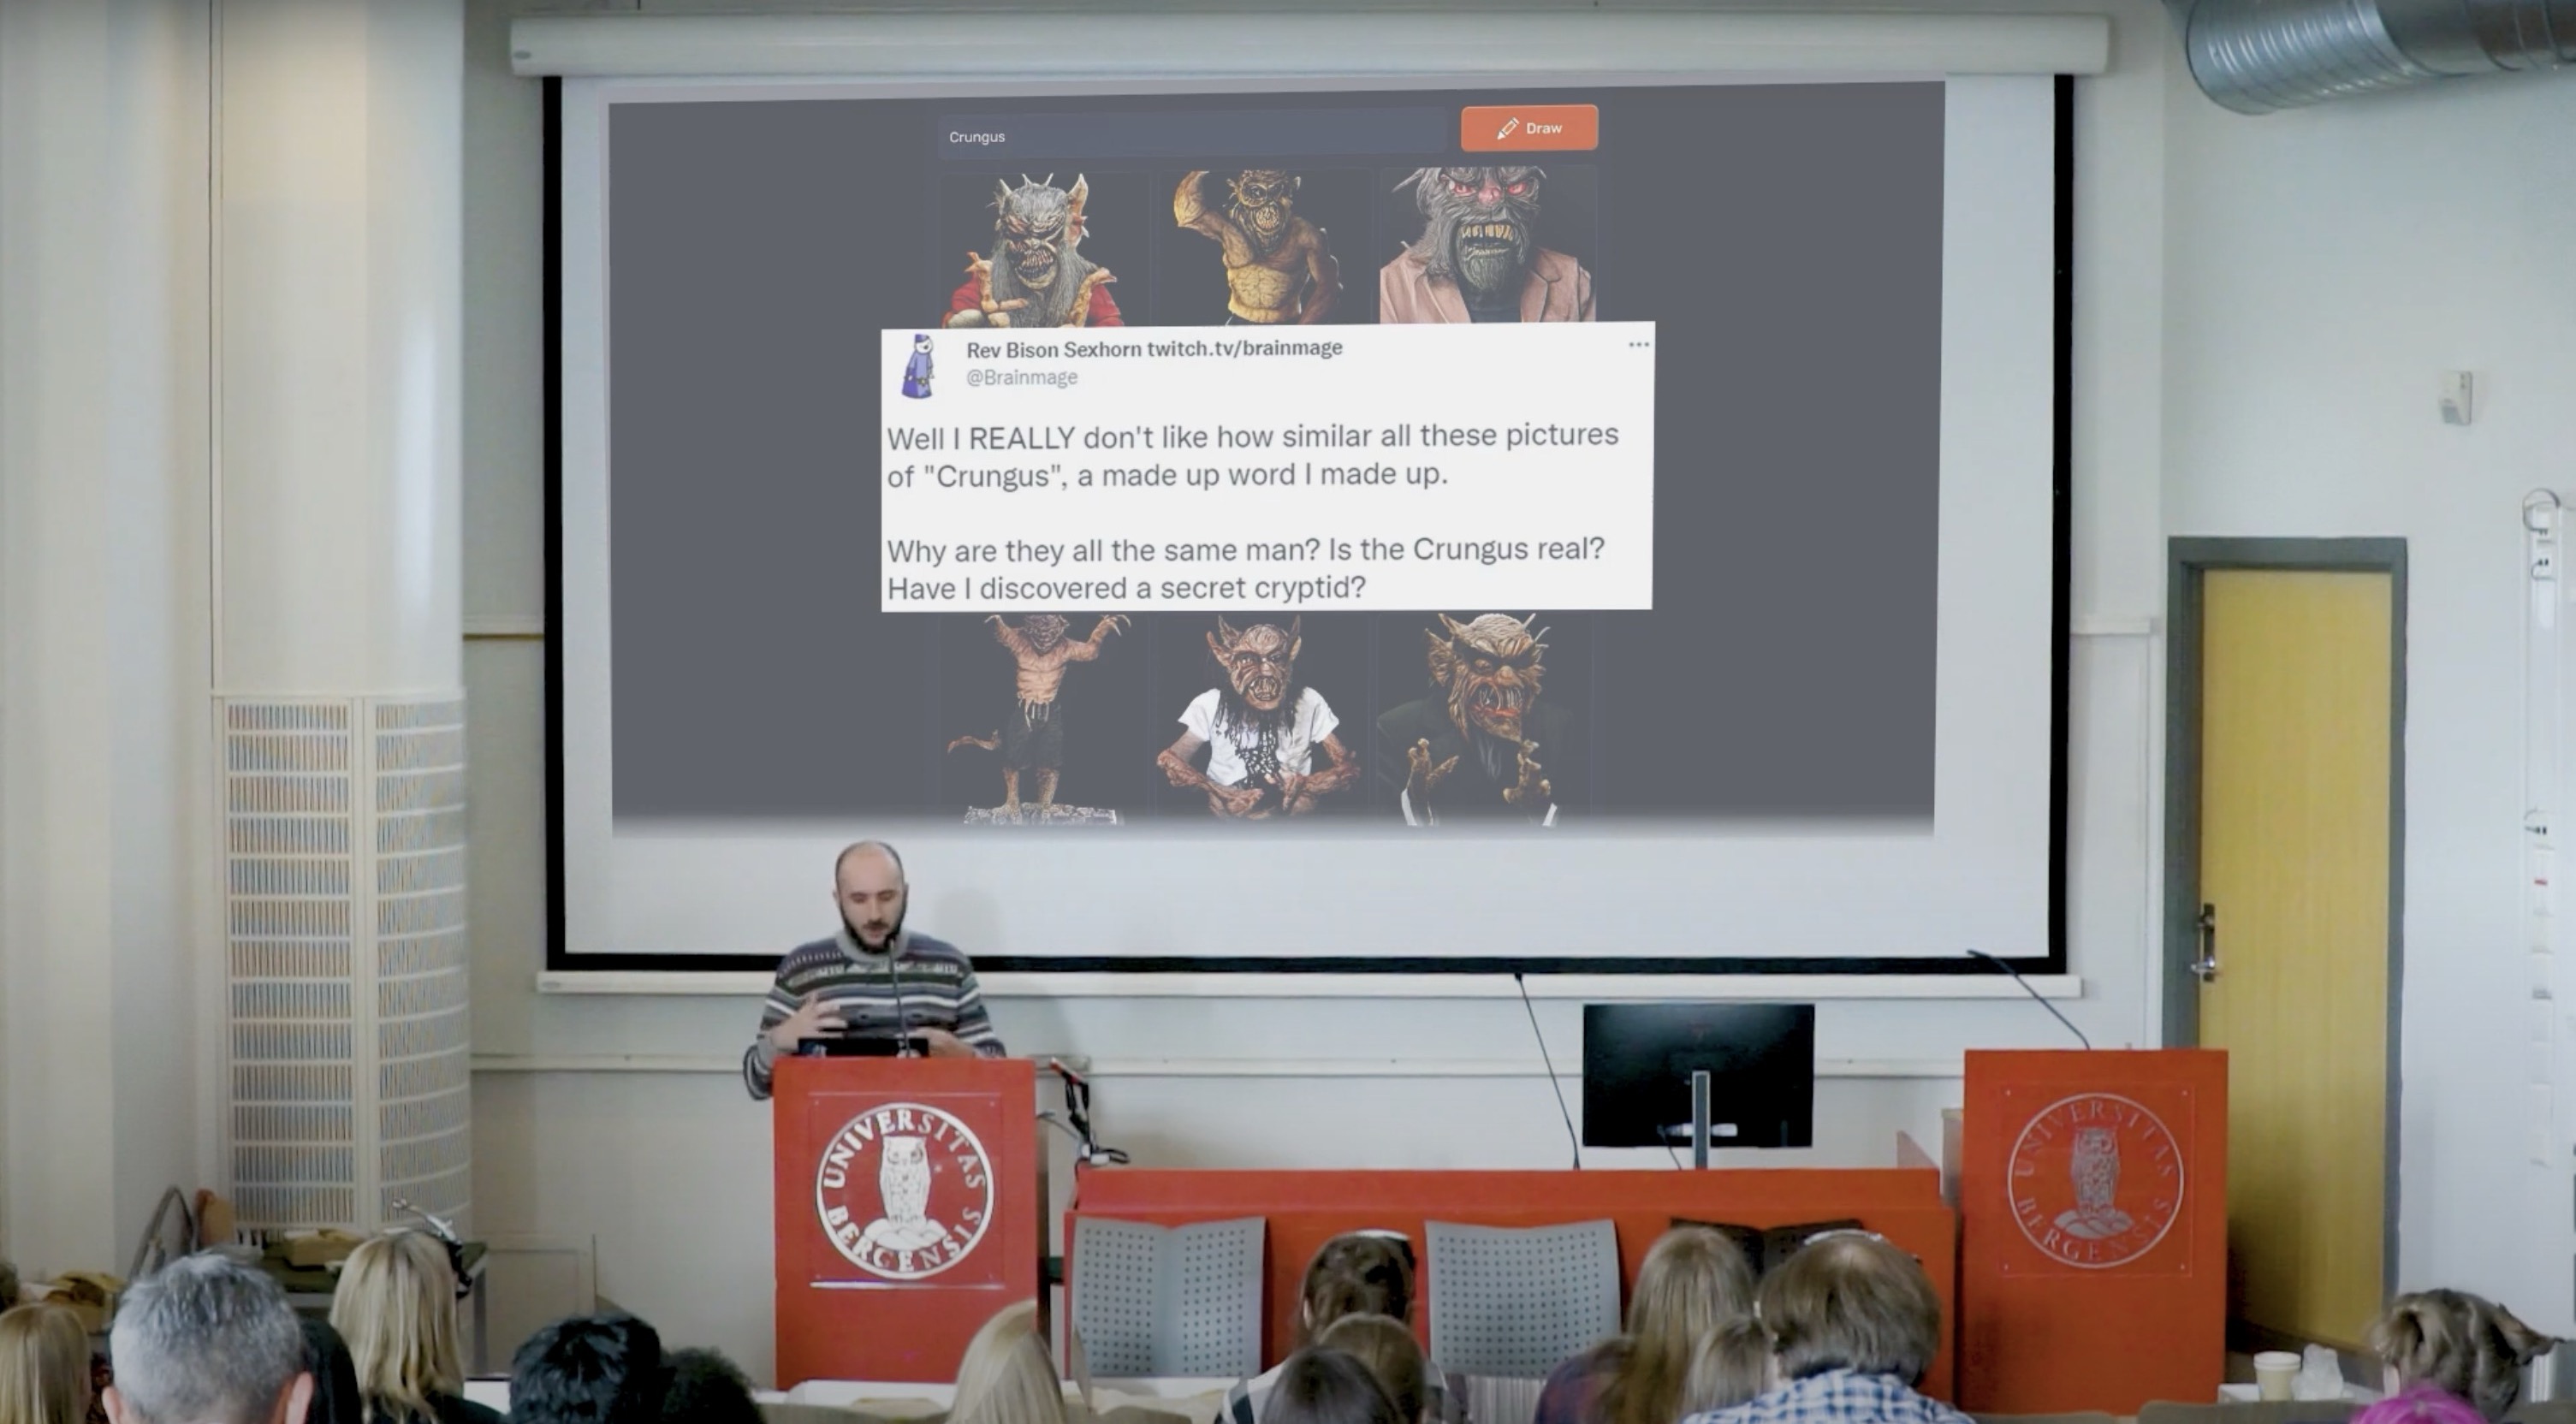 Crungus
Draw
Rev Bison Sexhorn twitch.tv/brainmage
@Brainmage
Well I REALLY don't like how similar all these pictures
of "Crungus", a made up word I made up.
Why are they all the same man? Is the Crungus real?
Have I discovered a secret cryptid?
UNIVERSITAS
BERGENSIS
UNIVERSITAS
BERGENSIS